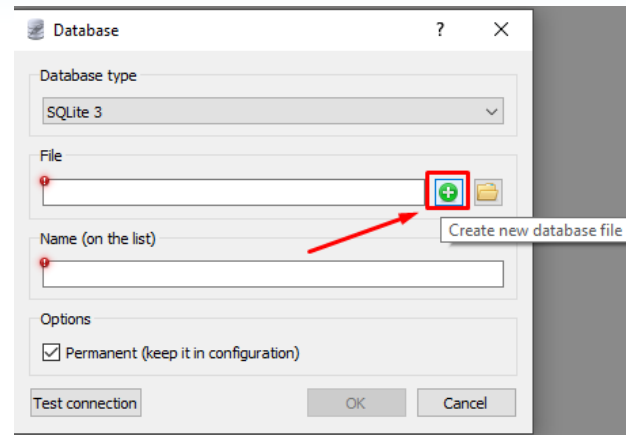 Database
?
Database type
SQLite 3
File
Create new database file
Name (on the list)
Options
Permanent (keep it in configuration)
Test connection
OK
Cancel